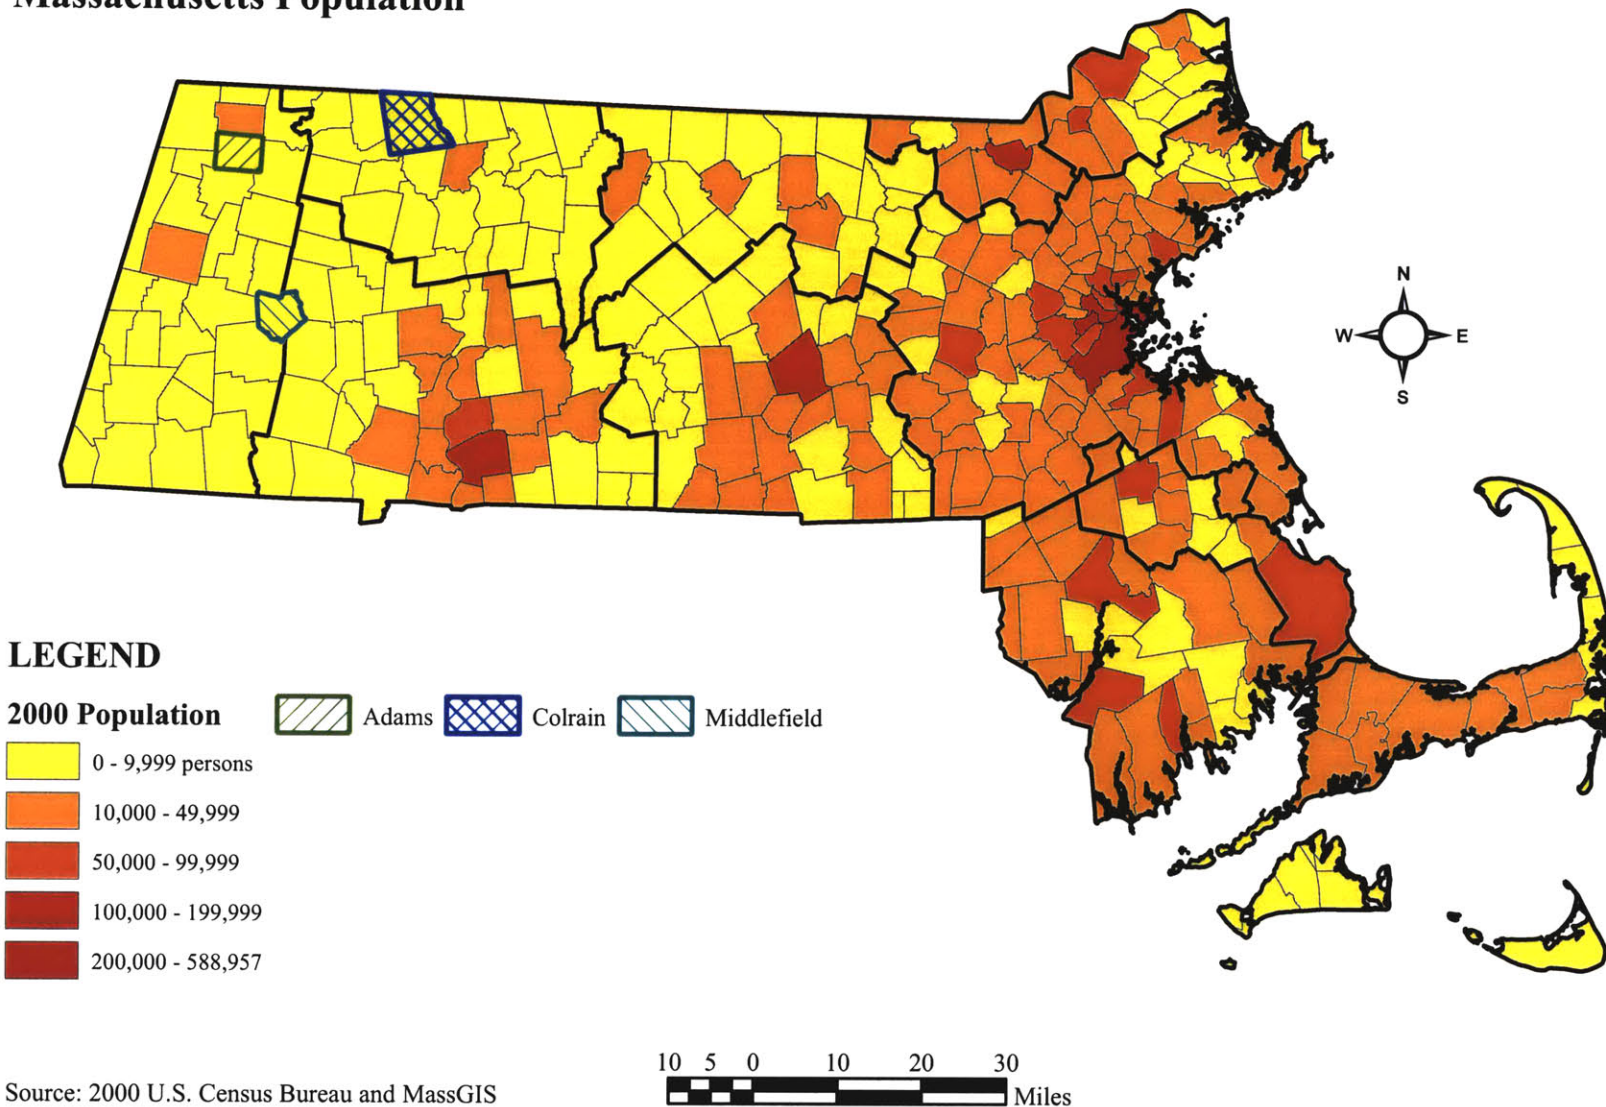 Massachusetts Population
N
W E
S
LEGEND
2000 Population
Adams
Colrain
Middlefield
0 - 9,999 persons
10,000 - 49,999
50,000 - 99,999
100,000 - 199,999
200,000 - 588,957
10 5 0 10 20 30
Miles
Source: 2000 U.S. Census Bureau and MassGIS